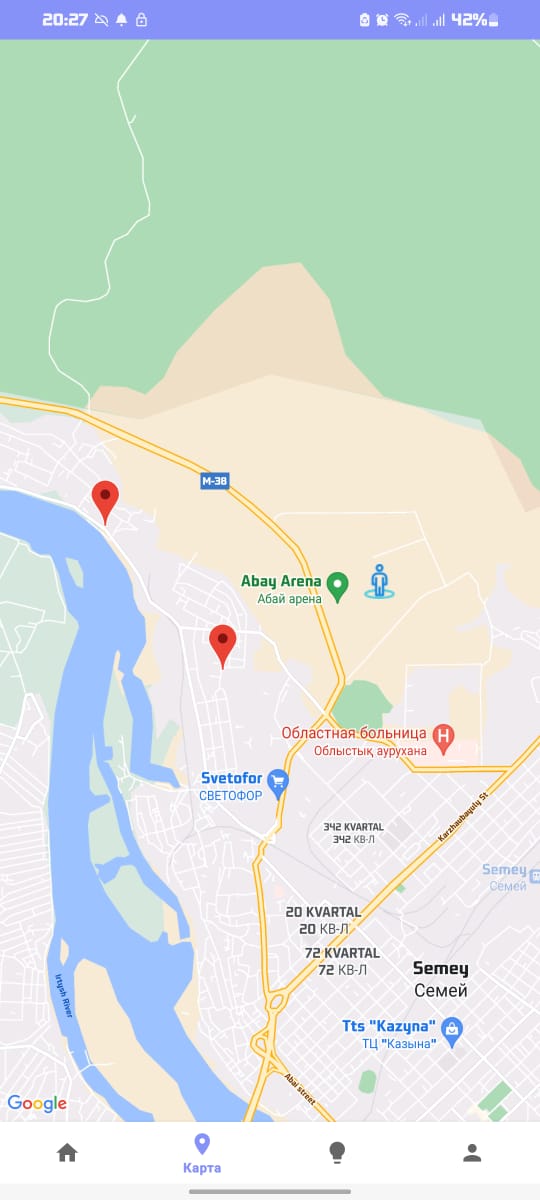 20:27
42%
M-38
Abay Arena
Абай арена
Областная больница
Облыстық аурухана
Svetofor
СВЕТОФОР
Karzhaubayuly St
342 KVARTAL
342 КВ-Л
Semey
Семей
20 KVARTAL
20 КВ-Л
72 KVARTAL
72 КВ-Л
Semey
Семей
Irtysh River
Tts "Kazyna"
ТЦ "Казына"
Abai street
Google
Карта